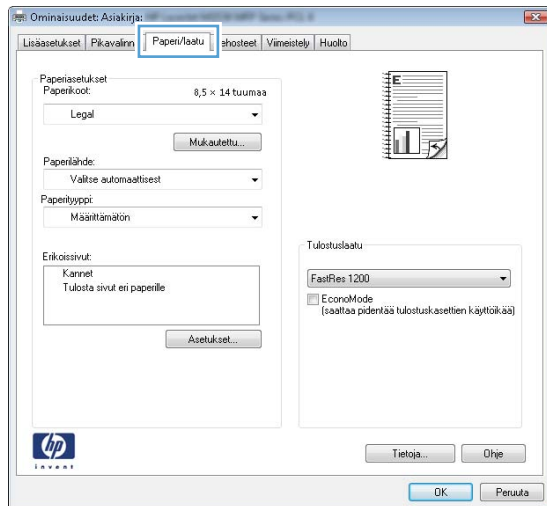 Ominaisuudet: Asiakirja:
Lisäasetukset Pikavalinn Paperi/laatu ehosteet Viimeistely Huolto
Paperiasetukset
Paperikoot: 8,5 × 14 tuumaa
Legal
Mukautettu...
Paperilähde:
Valitse automaattisest
Paperityyppi:
Määrittämätön
Erikoissivut:
Kannet
Tulosta sivut eri paperille
Asetukset...
E
Tulostuslaatu
FastRes 1200
EconoMode
(saattaa pidentää tulostuskasettien käyttöikää)
hp
invent
Tietoja... Ohje
OK Peruuta